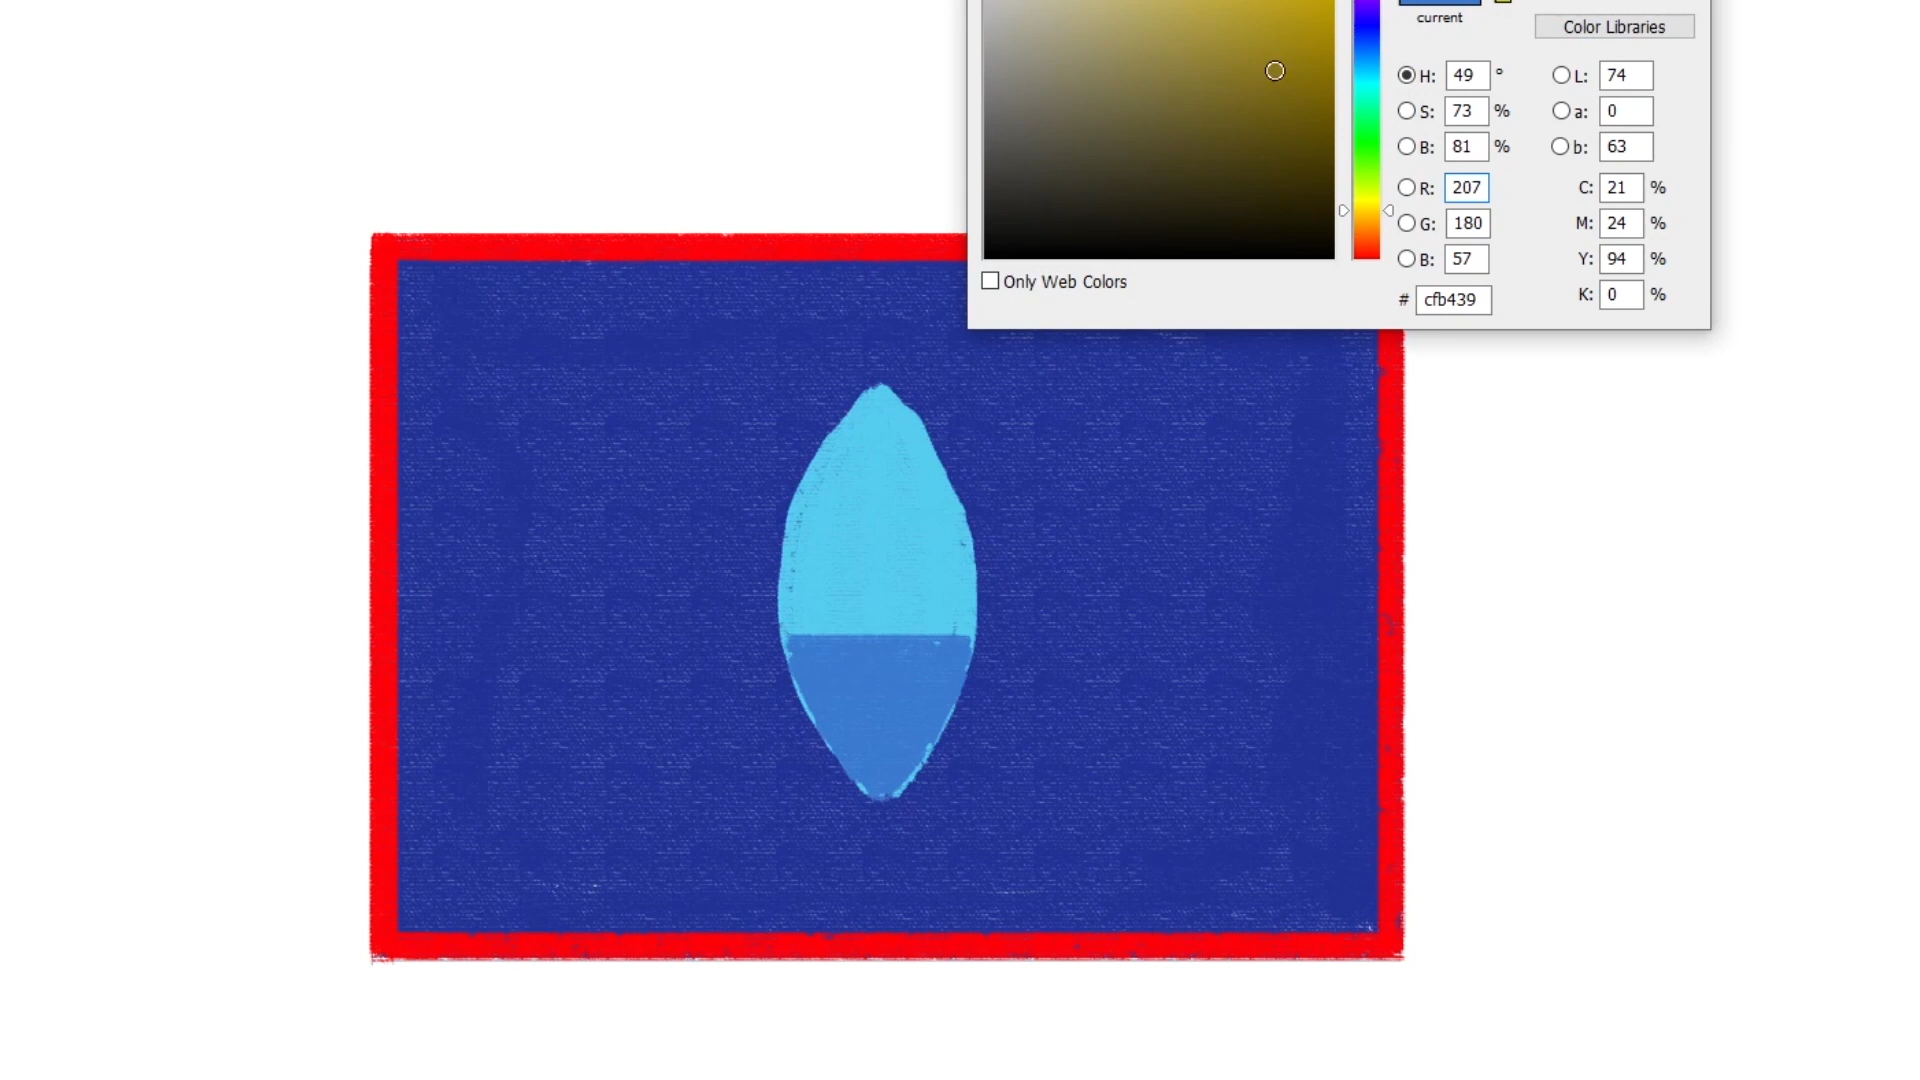 current
Color Libraries
H: 49 ° L: 74
S: 73 % a: 0
B: 81 % b: 63
R: 207 C: 21 %
G: 180 M: 24 %
B: 57 Y: 94 %
Only Web Colors
# cfb439 K: 0 %